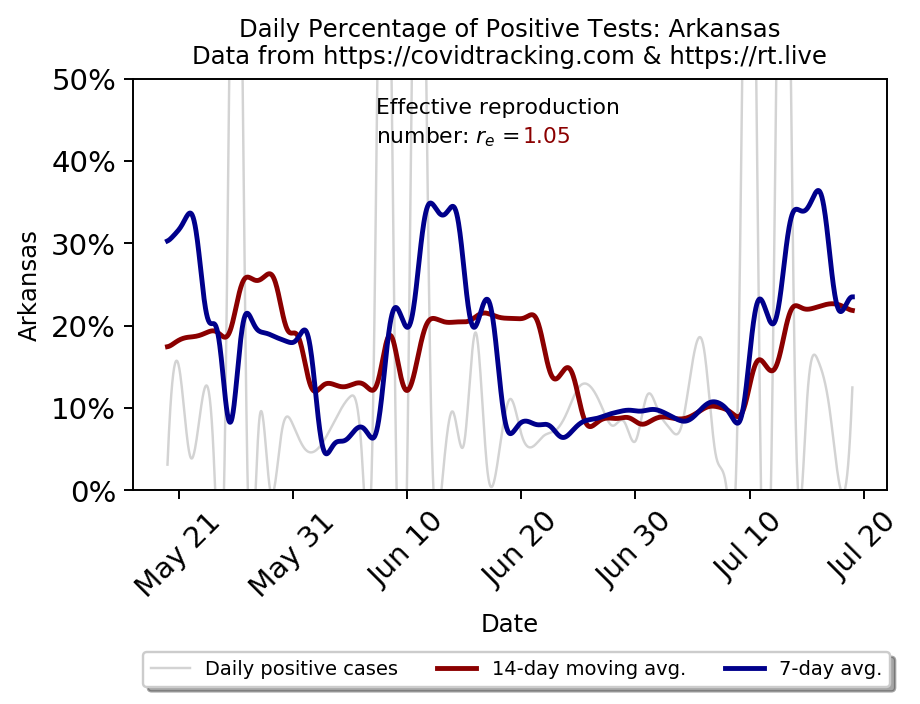 Daily Percentage of Positive Tests: Arkansas
Data from https://covidtracking.com & https://rt.live
Effective reproduction
number: rₑ =1.05
50%
40%
30%
20%
10%
0%
Arkansas
May 21
May 31
Jun 10
Jun 20
Jun 30
Jul 10
Jul 20
Date
Daily positive cases
14-day moving avg.
7-day avg.